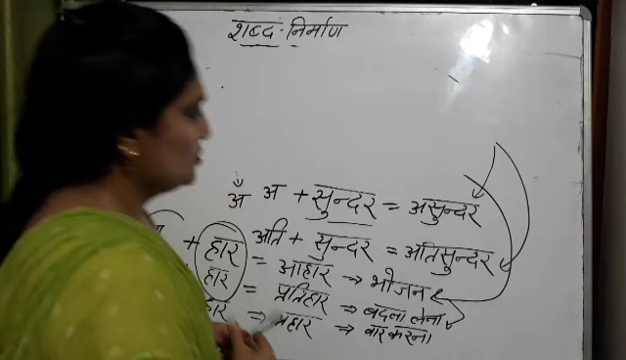 शब्द निर्माण
अ + सुन्दर = असुन्दर
अति + सुन्दर = अतिसुन्दर
+ हार = आहार → भोजन
हार = प्रतिहार → बदला लेना
हार ⇒ प्रहार → वार करना